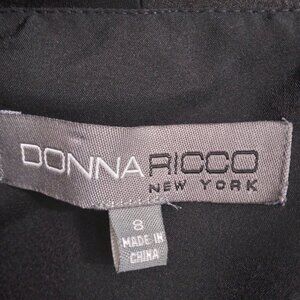 DONNA RICCO
NEW YORK
8
MADE IN
CHINA